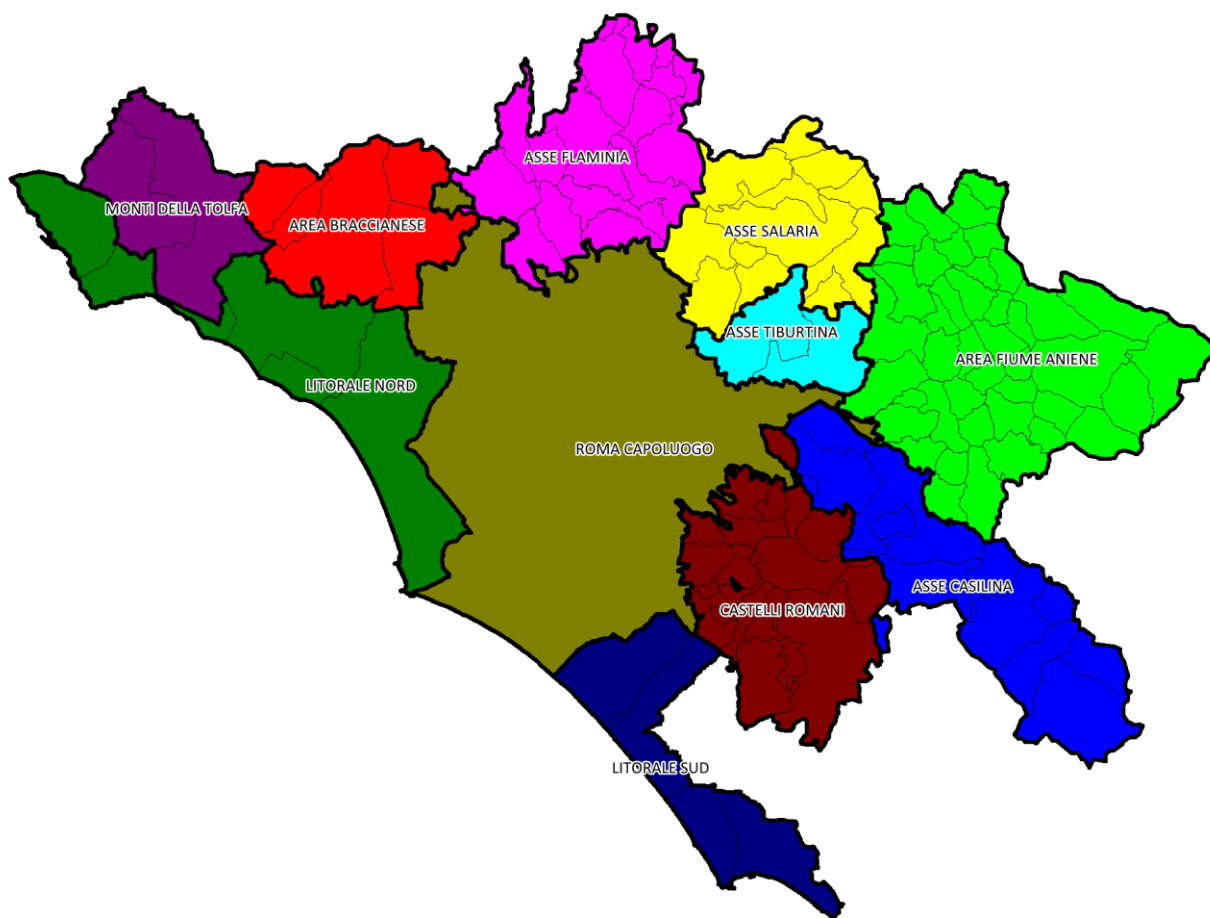 ASSE FLAMINIA
MONTI DELLA TOLFA
AREA BRACCIANESE
ASSE SALARIA
ASSE TIBURTINA
AREA FIUME ANIENE
LITORALE NORD
ROMA CAPOLUOGO
ASSE CASILINA
CASTELLI ROMANI
LITORALE SUD